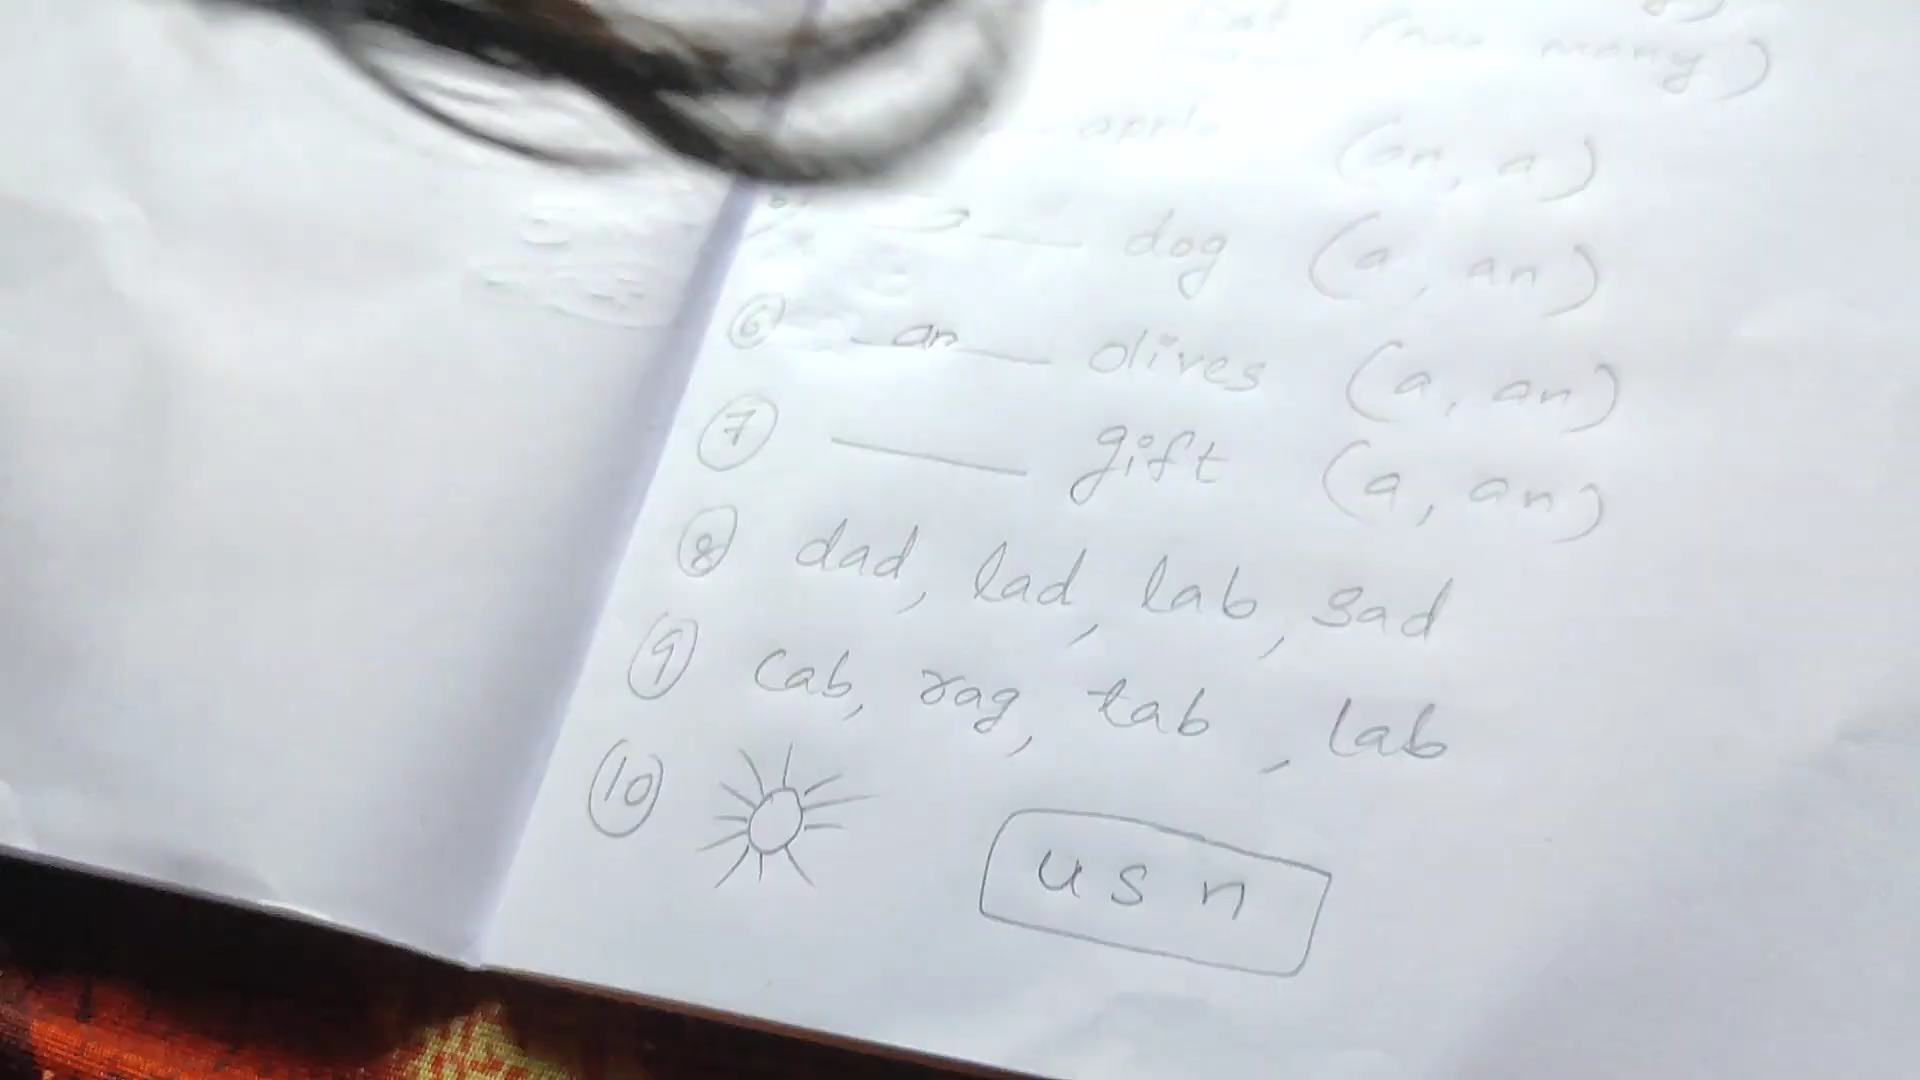 many)
apple (an, a)
dog (a, an)
6 an olives (a, an)
7 gift (a, an)
8 dad, lad, lab, sad
9 cab, rag, tab, lab
10 u s n